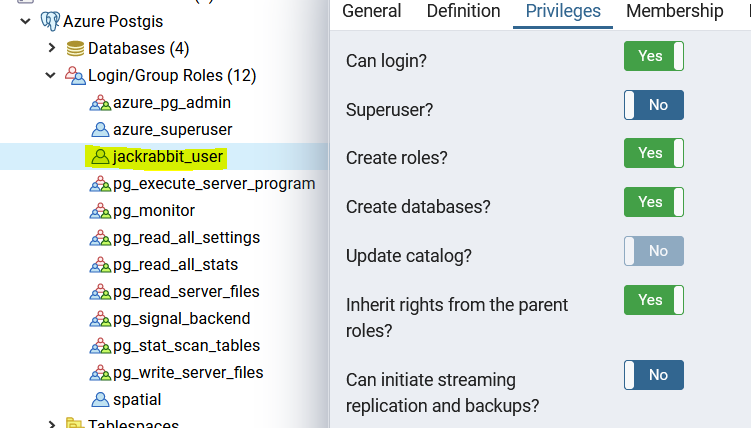 Azure Postgis
Databases (4)
Login/Group Roles (12)
azure_pg_admin
azure_superuser
jackrabbit_user
pg_execute_server_program
pg_monitor
pg_read_all_settings
pg_read_all_stats
pg_read_server_files
pg_signal_backend
pg_stat_scan_tables
pg_write_server_files
spatial
Tablespaces
General Definition Privileges Membership
Can login? Yes
Superuser? No
Create roles? Yes
Create databases? Yes
Update catalog? No
Inherit rights from the parent
roles? Yes
Can initiate streaming
replication and backups? No